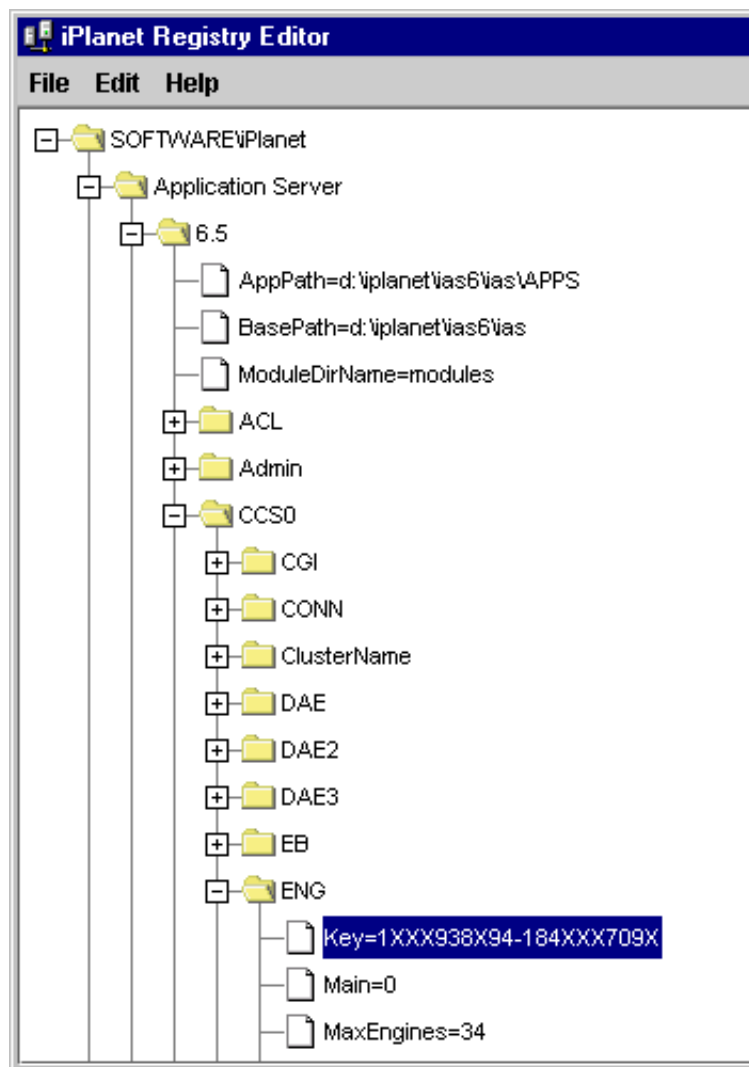 iPlanet Registry Editor
File Edit Help
SOFTWARE\iPlanet
Application Server
6.5
AppPath=d:\iplanet\ias6\ias\APPS
BasePath=d:\iplanet\ias6\ias
ModuleDirName=modules
ACL
Admin
CCS0
CGI
CONN
ClusterName
DAE
DAE2
DAE3
EB
ENG
Key=1XXX938X94-184XXX709X
Main=0
MaxEngines=34